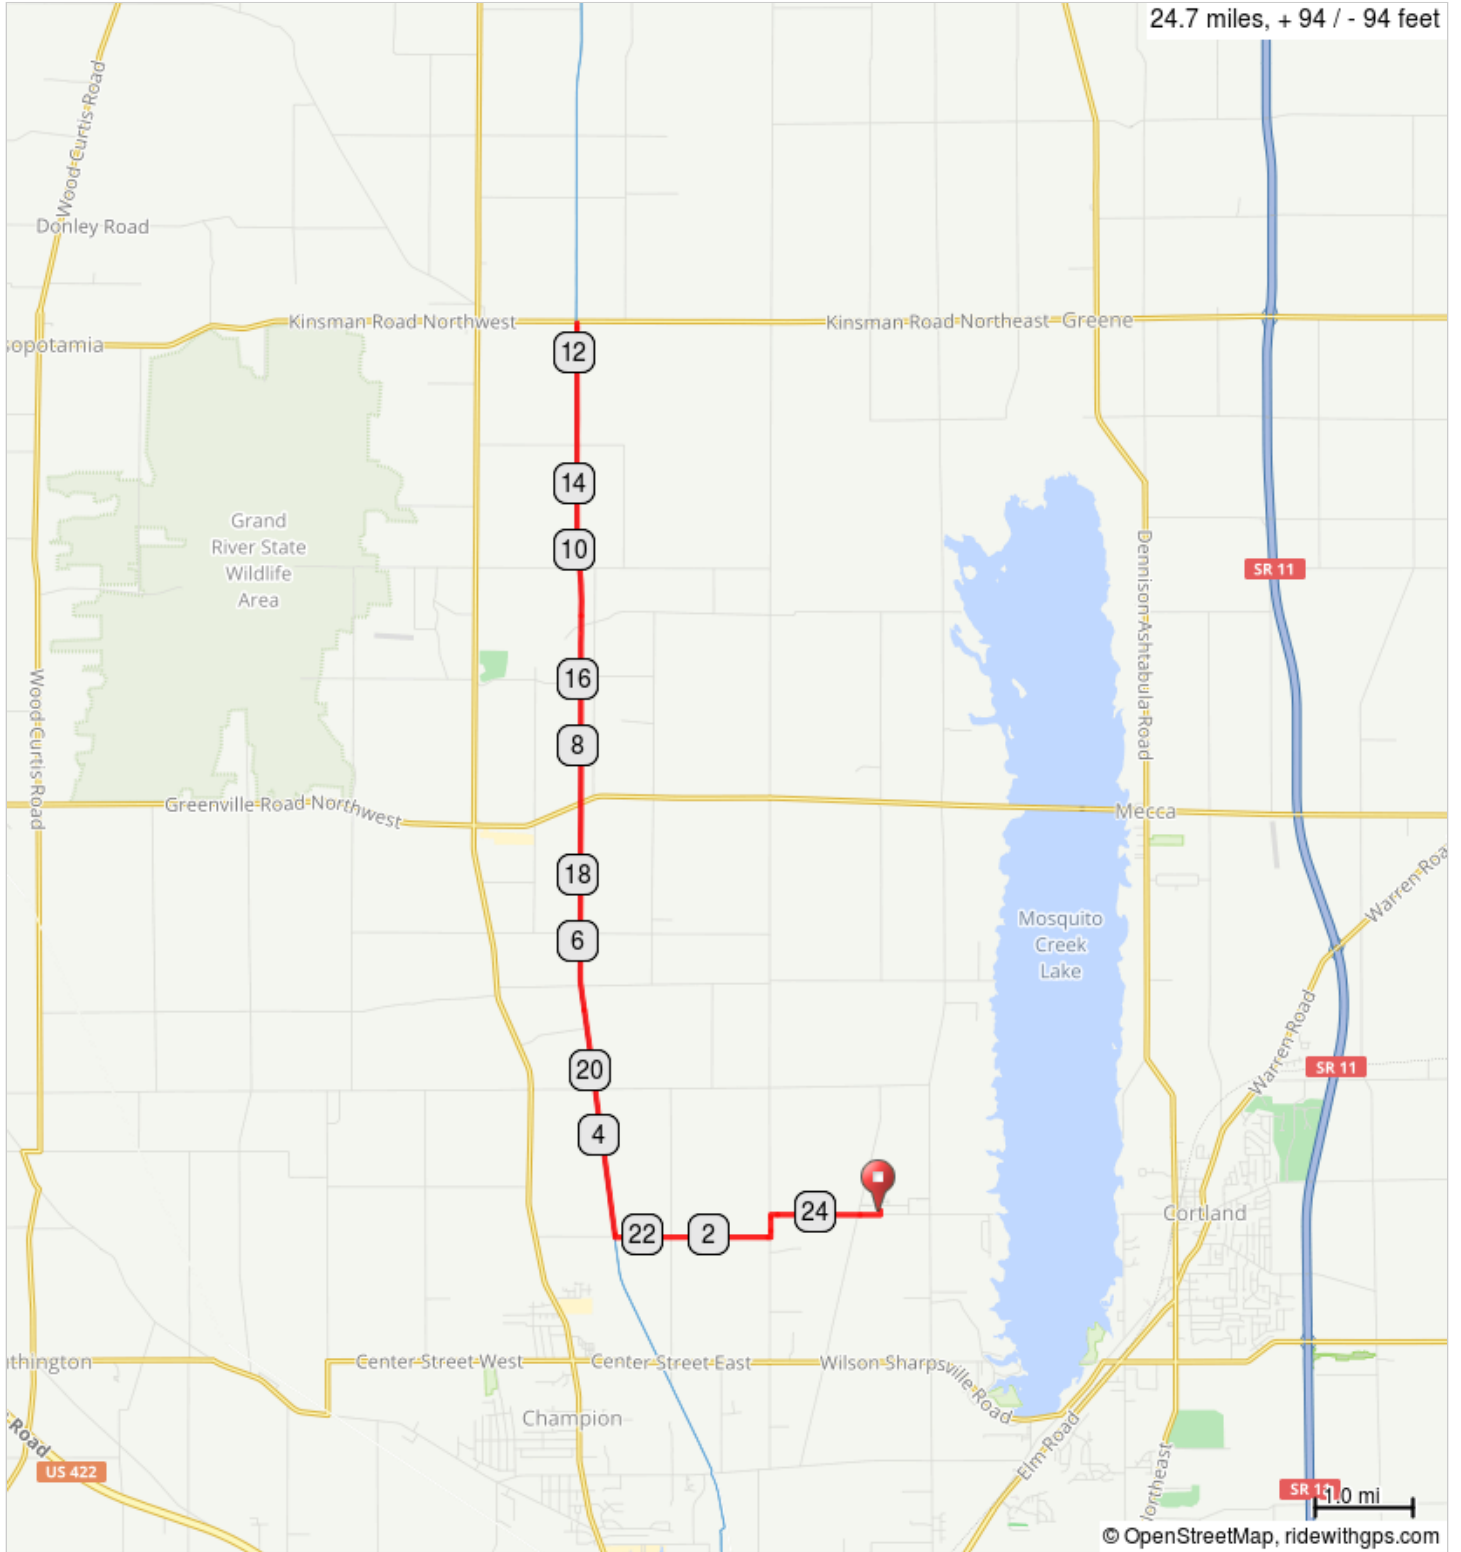 24.7 miles, + 94 / - 94 feet
Wood Curtis Road
Donley Road
Kinsman Road Northwest
Kinsman Road Northeast
Greene
sopotamia
12
14
Grand
River State
Wildlife
Area
10
Dennison Ashtabula Road
SR 11
16
Wood Curtis Road
8
Greenville Road Northwest
Mecca
18
Warren Roa
6
Mosquito
Creek
Lake
20
Warren Road
SR 11
4
24
22
2
Cortland
thington
Center Street West
Center Street East
Wilson Sharpsville Road
Champion
Road
US 422
Elm Road
Northeast
SR 11
1.0 mi
© OpenStreetMap, ridewithgps.com